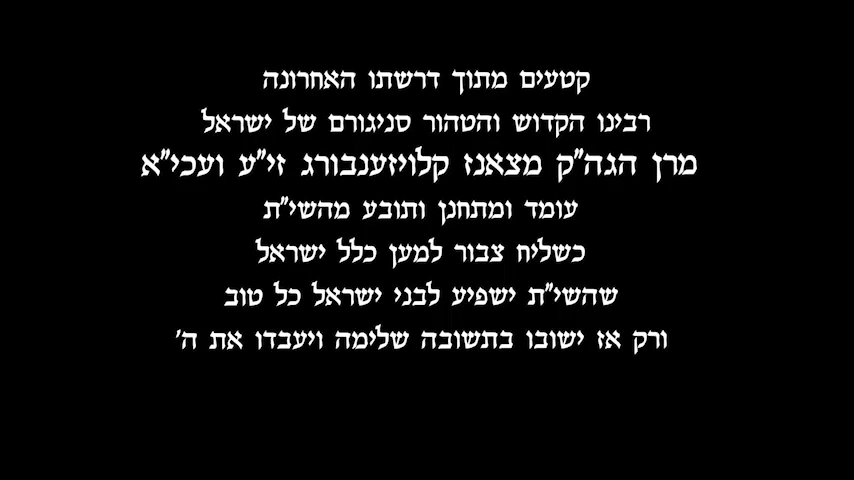 קטעים מתוך דרשתו האחרונה
רבינו הקדוש והטהור סניגורם של ישראל
מרן הגה"ק מצאנז קלויזענבורג זי"ע ועכי"א
עומד ומתחנן ותובע מהשי"ת
כשליח צבור למען כלל ישראל
שהשי"ת ישפיע לבני ישראל כל טוב
ורק אז ישובו בתשובה שלימה ויעבדו את ה'